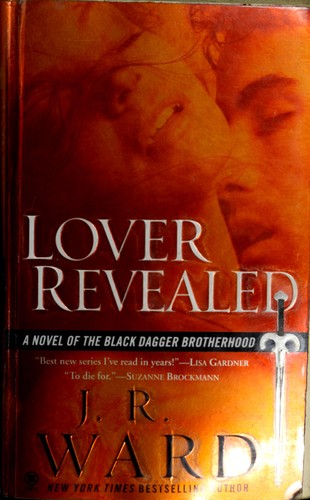 LOVER
REVEALED
A NOVEL OF THE BLACK DAGGER BROTHERHOOD
"Best new series I've read in years!"—LISA GARDNER
"To die for."—SUZANNE BROCKMANN
J. R.
WARD
NEW YORK TIMES BESTSELLING AUTHOR